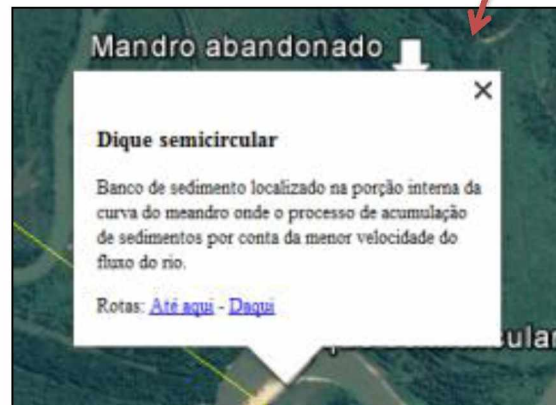 Mandro abandonado
Dique semicircular
Banco de sedimento localizado na porção interna da
curva do meandro onde o processo de acumulação
de sedimentos por conta da menor velocidade do
fluxo do rio.
Rotas: Até aqui - Daqui